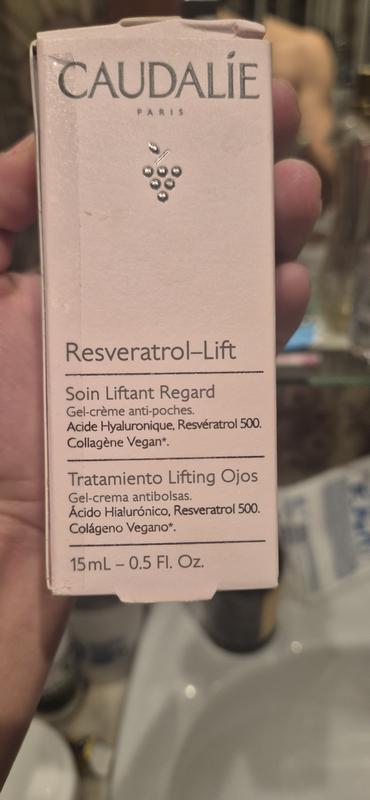 CAUDALÍE
PARIS
Resveratrol–Lift
Soin Liftant Regard
Gel-crème anti-poches.
Acide Hyaluronique, Resvératrol 500.
Collagène Vegan*.
Tratamiento Lifting Ojos
Gel-crema antibolsas.
Ácido Hialurónico, Resveratrol 500.
Colágeno Vegano*.
15mL – 0.5 Fl. Oz.